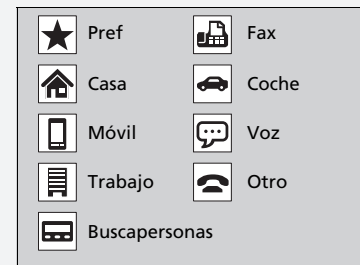 Pref
Fax
Casa
Coche
Móvil
Voz
Trabajo
Otro
Buscapersonas